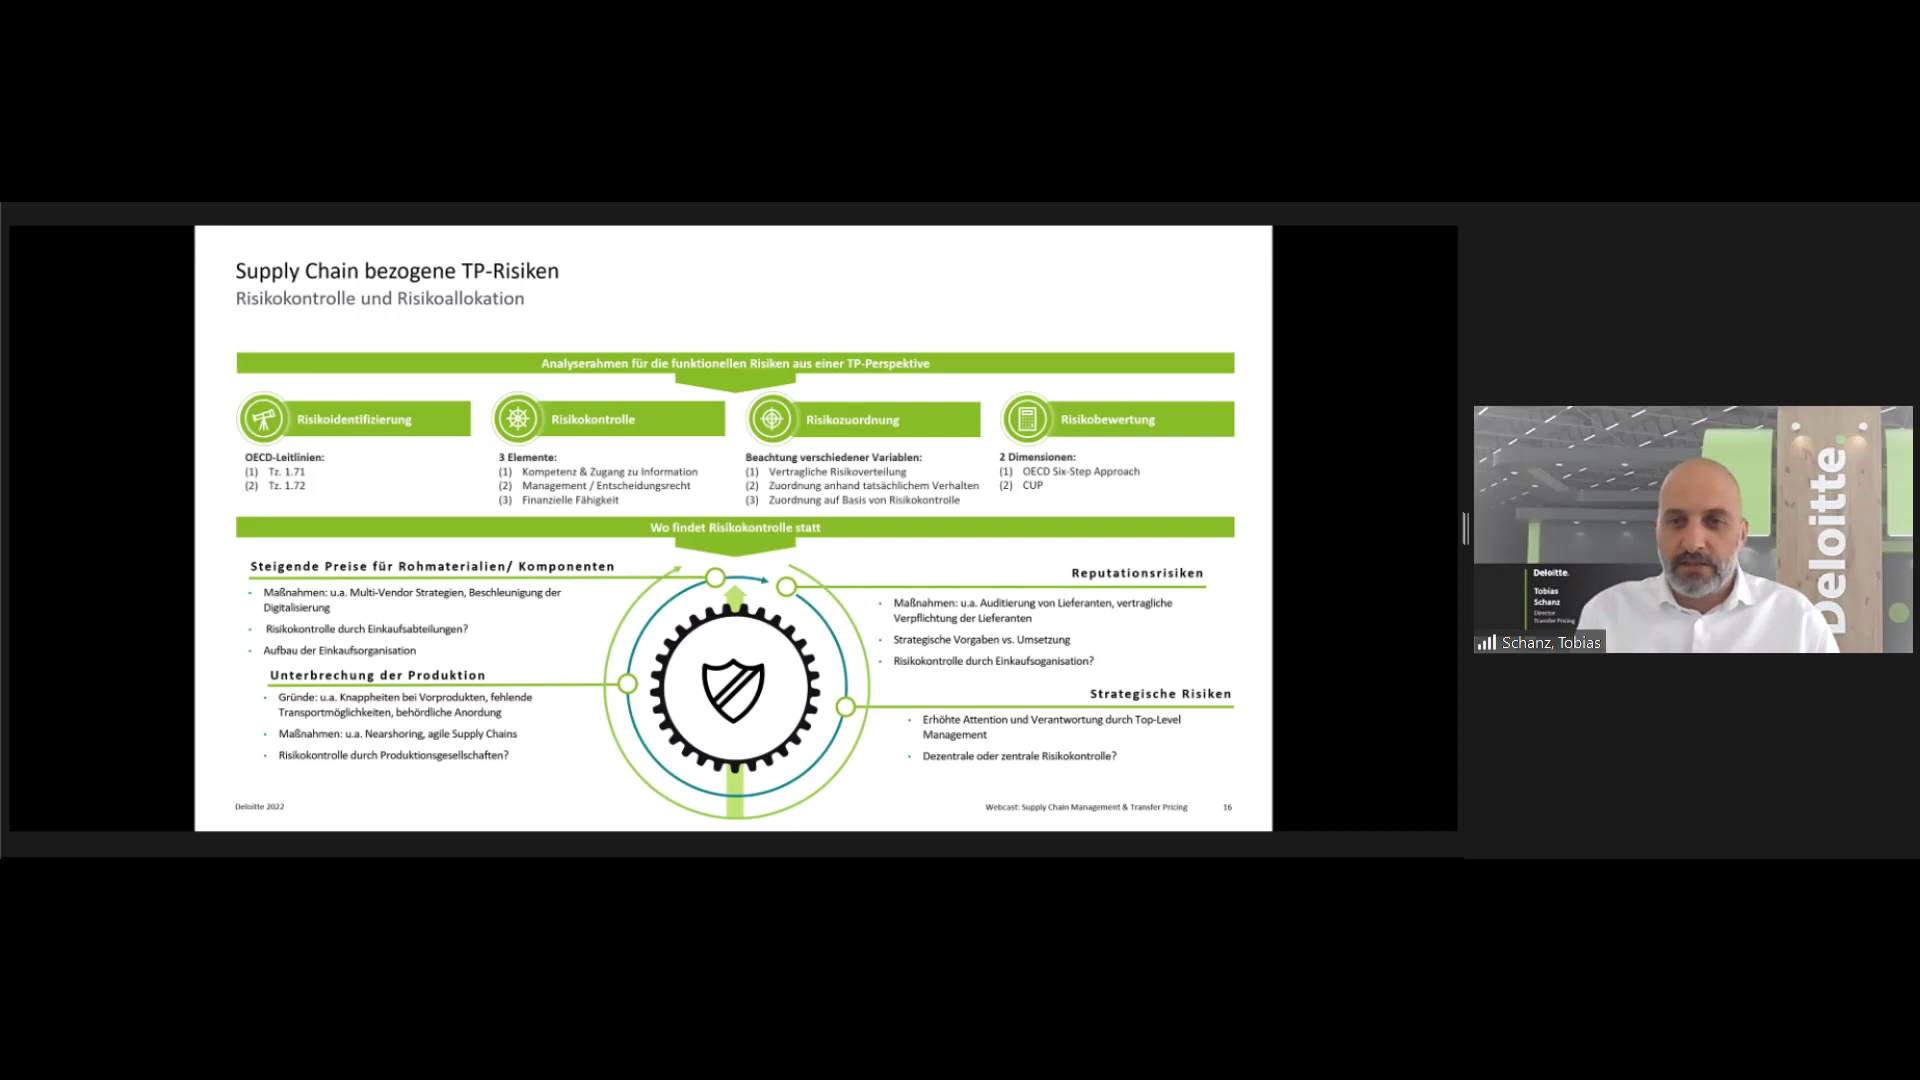 Supply Chain bezogene TP-Risiken
Risikokontrolle und Risikoallokation
Analyserahmen für die funktionellen Risiken aus einer TP-Perspektive
Risikoidentifizierung
OECD-Leitlinien:
(1) Tz. 1.71
(2) Tz. 1.72
Risikokontrolle
3 Elemente:
(1) Kompetenz & Zugang zu Information
(2) Management / Entscheidungsrecht
(3) Finanzielle Fähigkeit
Risikozuordnung
Beachtung verschiedener Variablen:
(1) Vertragliche Risikoverteilung
(2) Zuordnung anhand tatsächlichem Verhalten
(3) Zuordnung auf Basis von Risikokontrolle
Risikobewertung
2 Dimensionen:
(1) OECD Six-Step Approach
(2) CUP
Wo findet Risikokontrolle statt
Steigende Preise für Rohmaterialien/ Komponenten
- Maßnahmen: u.a. Multi-Vendor Strategien, Beschleunigung der
Digitalisierung
- Risikokontrolle durch Einkaufsabteilungen?
- Aufbau der Einkaufsorganisation
Unterbrechung der Produktion
- Gründe: u.a. Knappheiten bei Vorprodukten, fehlende
Transportmöglichkeiten, behördliche Anordung
- Maßnahmen: u.a. Nearshoring, agile Supply Chains
- Risikokontrolle durch Produktionsgesellschaften?
Reputationsrisiken
- Maßnahmen: u.a. Auditierung von Lieferanten, vertragliche
Verpflichtung der Lieferanten
- Strategische Vorgaben vs. Umsetzung
- Risikokontrolle durch Einkaufsoganisation?
Strategische Risiken
- Erhöhte Attention und Verantwortung durch Top-Level
Management
- Dezentrale oder zentrale Risikokontrolle?
Deloitte 2022
Webcast: Supply Chain Management & Transfer Pricing
16
Deloitte.
Deloitte.
Tobias
Schanz
Director
Transfer Pricing
Schanz, Tobias